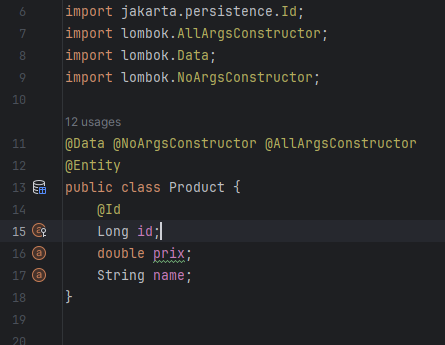 6 import jakarta.persistence.Id;
7 import lombok.AllArgsConstructor;
8 import lombok.Data;
9 import lombok.NoArgsConstructor;
10
12 usages
11 @Data @NoArgsConstructor @AllArgsConstructor
12 @Entity
13 public class Product {
14 @Id
15 Long id;
16 double prix;
17 String name;
18 }
19
20